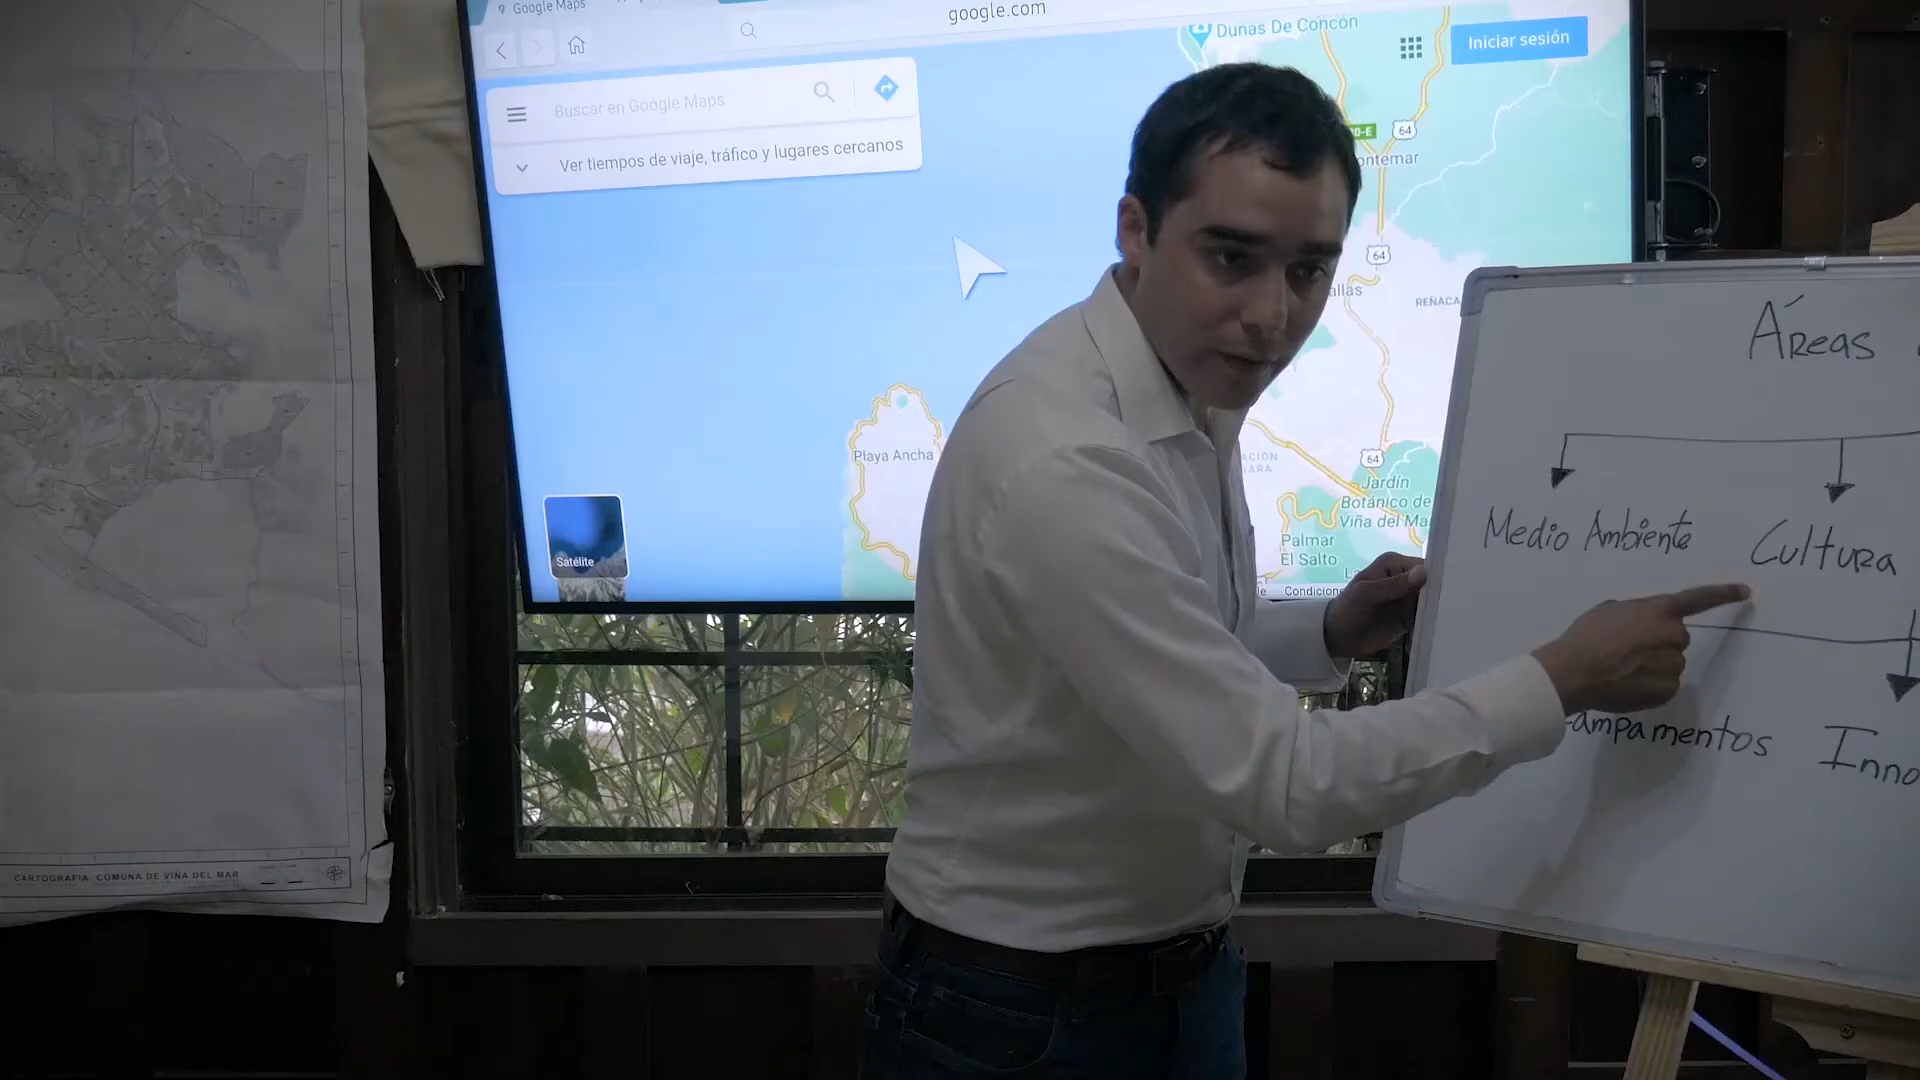 Google Maps
google.com
Dunas De Concón
Iniciar sesión
Buscar en Google Maps
Ver tiempos de viaje, tráfico y lugares cercanos
64
64
64
REÑACA
Playa Ancha
Jardín
Botánico de
Viña del Ma
Palmar
El Salto
Satélite
Condicione
Áreas
Medio Ambiente
Cultura
ampamentos
Inno
CARTOGRAFIA COMUNA DE VIÑA DEL MAR